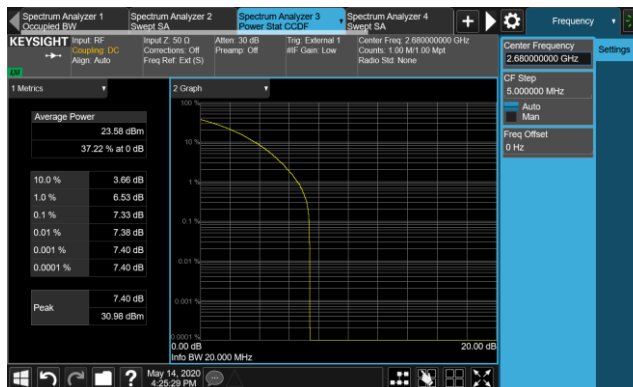 Spectrum Analyzer 1
Occupied BW
Spectrum Analyzer 2
Swept SA
Spectrum Analyzer 3
Power Stat CCDF
Spectrum Analyzer 4
Swept SA
Frequency
KEYSIGHT
Input: RF
Coupling: DC
Align: Auto
Input Z: 50 Ω
Corrections: Off
Freq Ref: Ext (S)
Atten: 30 dB
Preamp: Off
Trig: External 1
#IF Gain: Low
Center Freq: 2.680000000 GHz
Counts: 1.00 M/1.00 Mpt
Radio Std: None
Center Frequency
2.680000000 GHz
Settings
CF Step
5.000000 MHz
Auto
Man
Freq Offset
0 Hz
1 Metrics
Average Power
23.58 dBm
37.22 % at 0 dB
10.0 % 3.66 dB
1.0 % 6.53 dB
0.1 % 7.33 dB
0.01 % 7.38 dB
0.001 % 7.40 dB
0.0001 % 7.40 dB
Peak
7.40 dB
30.98 dBm
2 Graph
100 %
10 %
1 %
0.1 %
0.01 %
0.001 %
0.0001 %
0.00 dB
20.00 dB
Info BW 20.000 MHz
May 14, 2020
4:25:29 PM